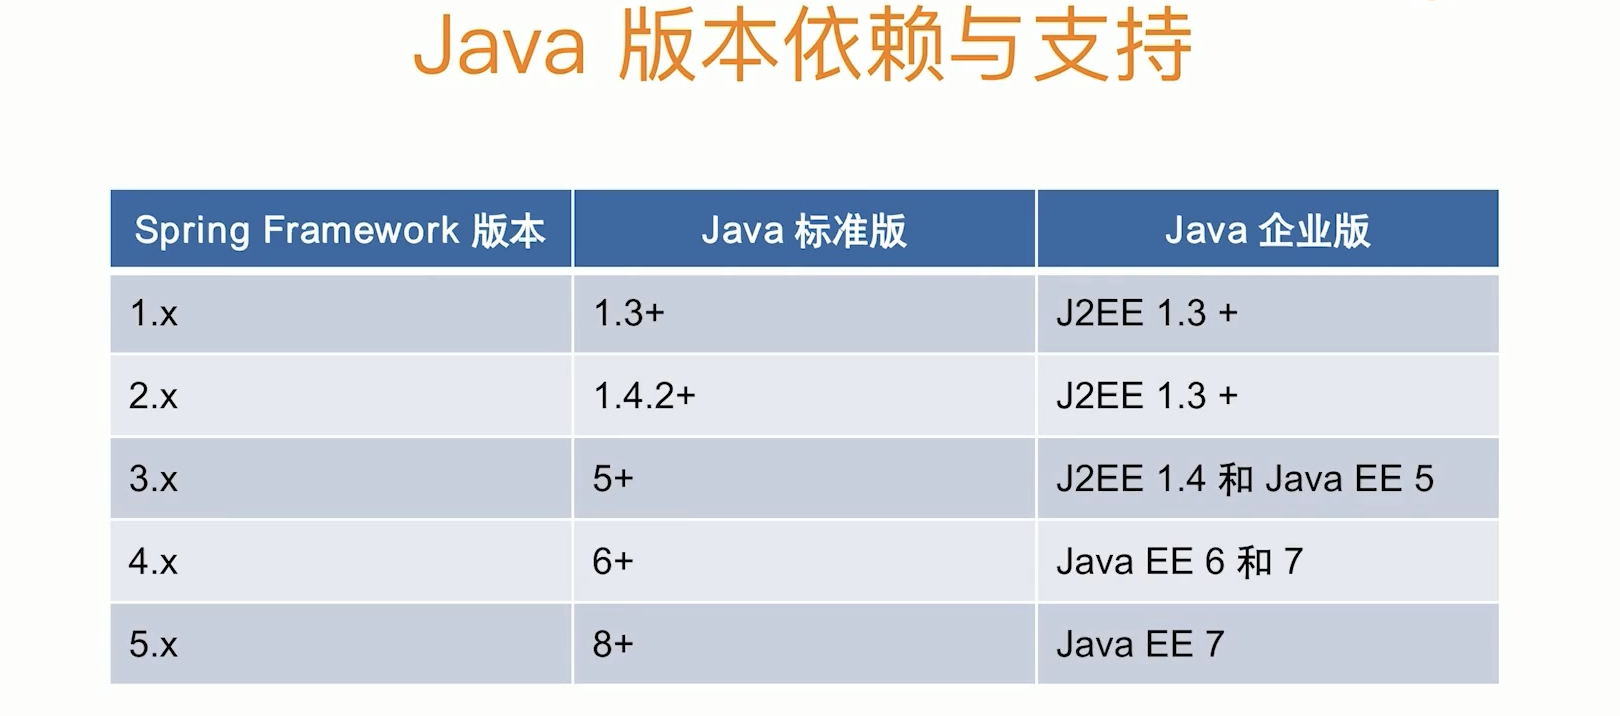 Java 版本依赖与支持
Spring Framework 版本 Java 标准版 Java 企业版
1.x 1.3+ J2EE 1.3 +
2.x 1.4.2+ J2EE 1.3 +
3.x 5+ J2EE 1.4 和 Java EE 5
4.x 6+ Java EE 6 和 7
5.x 8+ Java EE 7